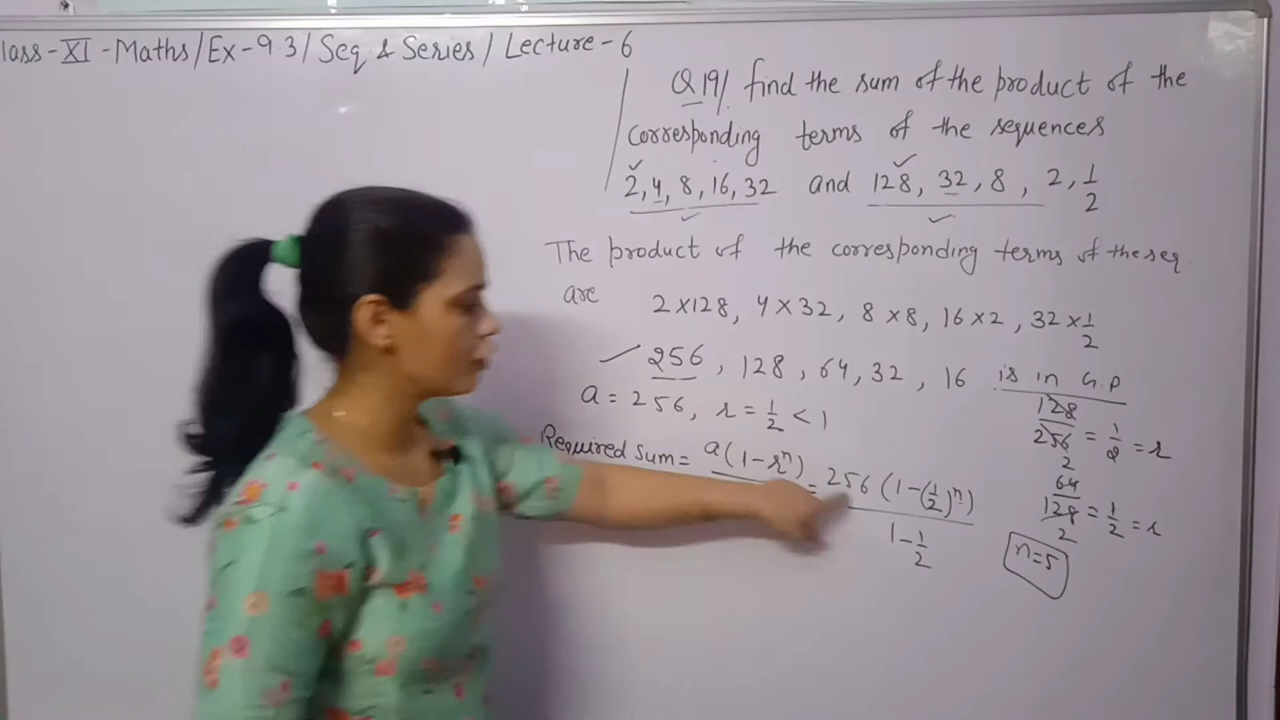 lass-XI-Maths/Ex-9.3/Seq & Series/Lecture-6
Q 19/ find the sum of the product of the
corresponding terms of the sequences
2, 4, 8, 16, 32 and 128, 32, 8, 2, 1/2
The product of the corresponding terms of the seq.
are 2×128, 4×32, 8×8, 16×2, 32×1/2
256, 128, 64, 32, 16 is in G.P
a = 256, r = 1/2 < 1
128/256 = 1/2 = r
2
Required sum = a(1-rⁿ) = 256(1-(1/2)ⁿ)/(1-1/2)
64/128 = 1/2 = r
2
n=5